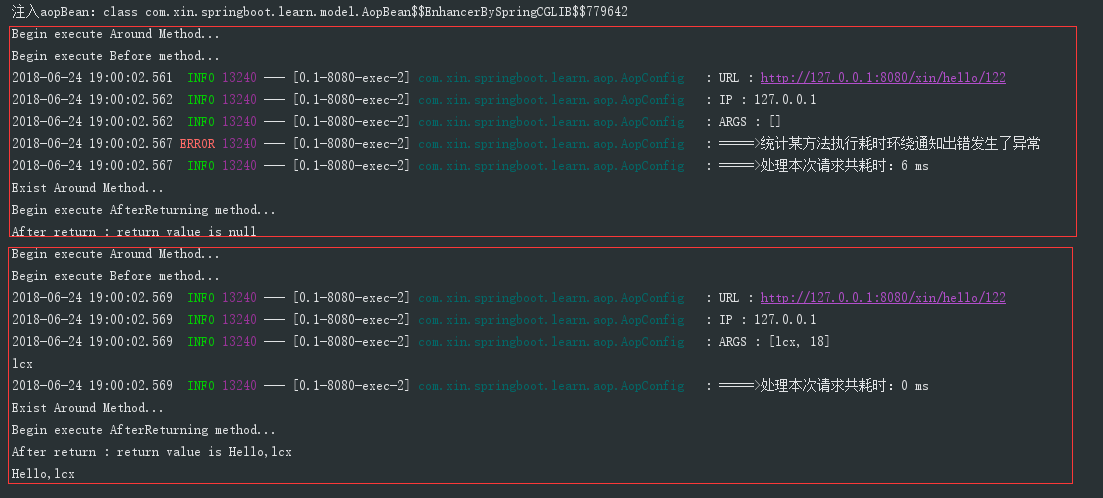 注入aopBean: class com.xin.springboot.learn.model.AopBean$$EnhancerBySpringCGLIB$$779642
Begin execute Around Method...
Begin execute Before method...
2018-06-24 19:00:02.561  INFO 13240 --- [0.1-8080-exec-2] com.xin.springboot.learn.aop.AopConfig   : URL : http://127.0.0.1:8080/xin/hello/122
2018-06-24 19:00:02.562  INFO 13240 --- [0.1-8080-exec-2] com.xin.springboot.learn.aop.AopConfig   : IP : 127.0.0.1
2018-06-24 19:00:02.562  INFO 13240 --- [0.1-8080-exec-2] com.xin.springboot.learn.aop.AopConfig   : ARGS : []
2018-06-24 19:00:02.567 ERROR 13240 --- [0.1-8080-exec-2] com.xin.springboot.learn.aop.AopConfig   : =====>统计某方法执行耗时环绕通知出错发生了异常
2018-06-24 19:00:02.567  INFO 13240 --- [0.1-8080-exec-2] com.xin.springboot.learn.aop.AopConfig   : =====>处理本次请求共耗时：6 ms
Exist Around Method...
Begin execute AfterReturning method...
After return : return value is null
Begin execute Around Method...
Begin execute Before method...
2018-06-24 19:00:02.569  INFO 13240 --- [0.1-8080-exec-2] com.xin.springboot.learn.aop.AopConfig   : URL : http://127.0.0.1:8080/xin/hello/122
2018-06-24 19:00:02.569  INFO 13240 --- [0.1-8080-exec-2] com.xin.springboot.learn.aop.AopConfig   : IP : 127.0.0.1
2018-06-24 19:00:02.569  INFO 13240 --- [0.1-8080-exec-2] com.xin.springboot.learn.aop.AopConfig   : ARGS : [lcx, 18]
lcx
2018-06-24 19:00:02.569  INFO 13240 --- [0.1-8080-exec-2] com.xin.springboot.learn.aop.AopConfig   : =====>处理本次请求共耗时：0 ms
Exist Around Method...
Begin execute AfterReturning method...
After return : return value is Hello,lcx
Hello,lcx